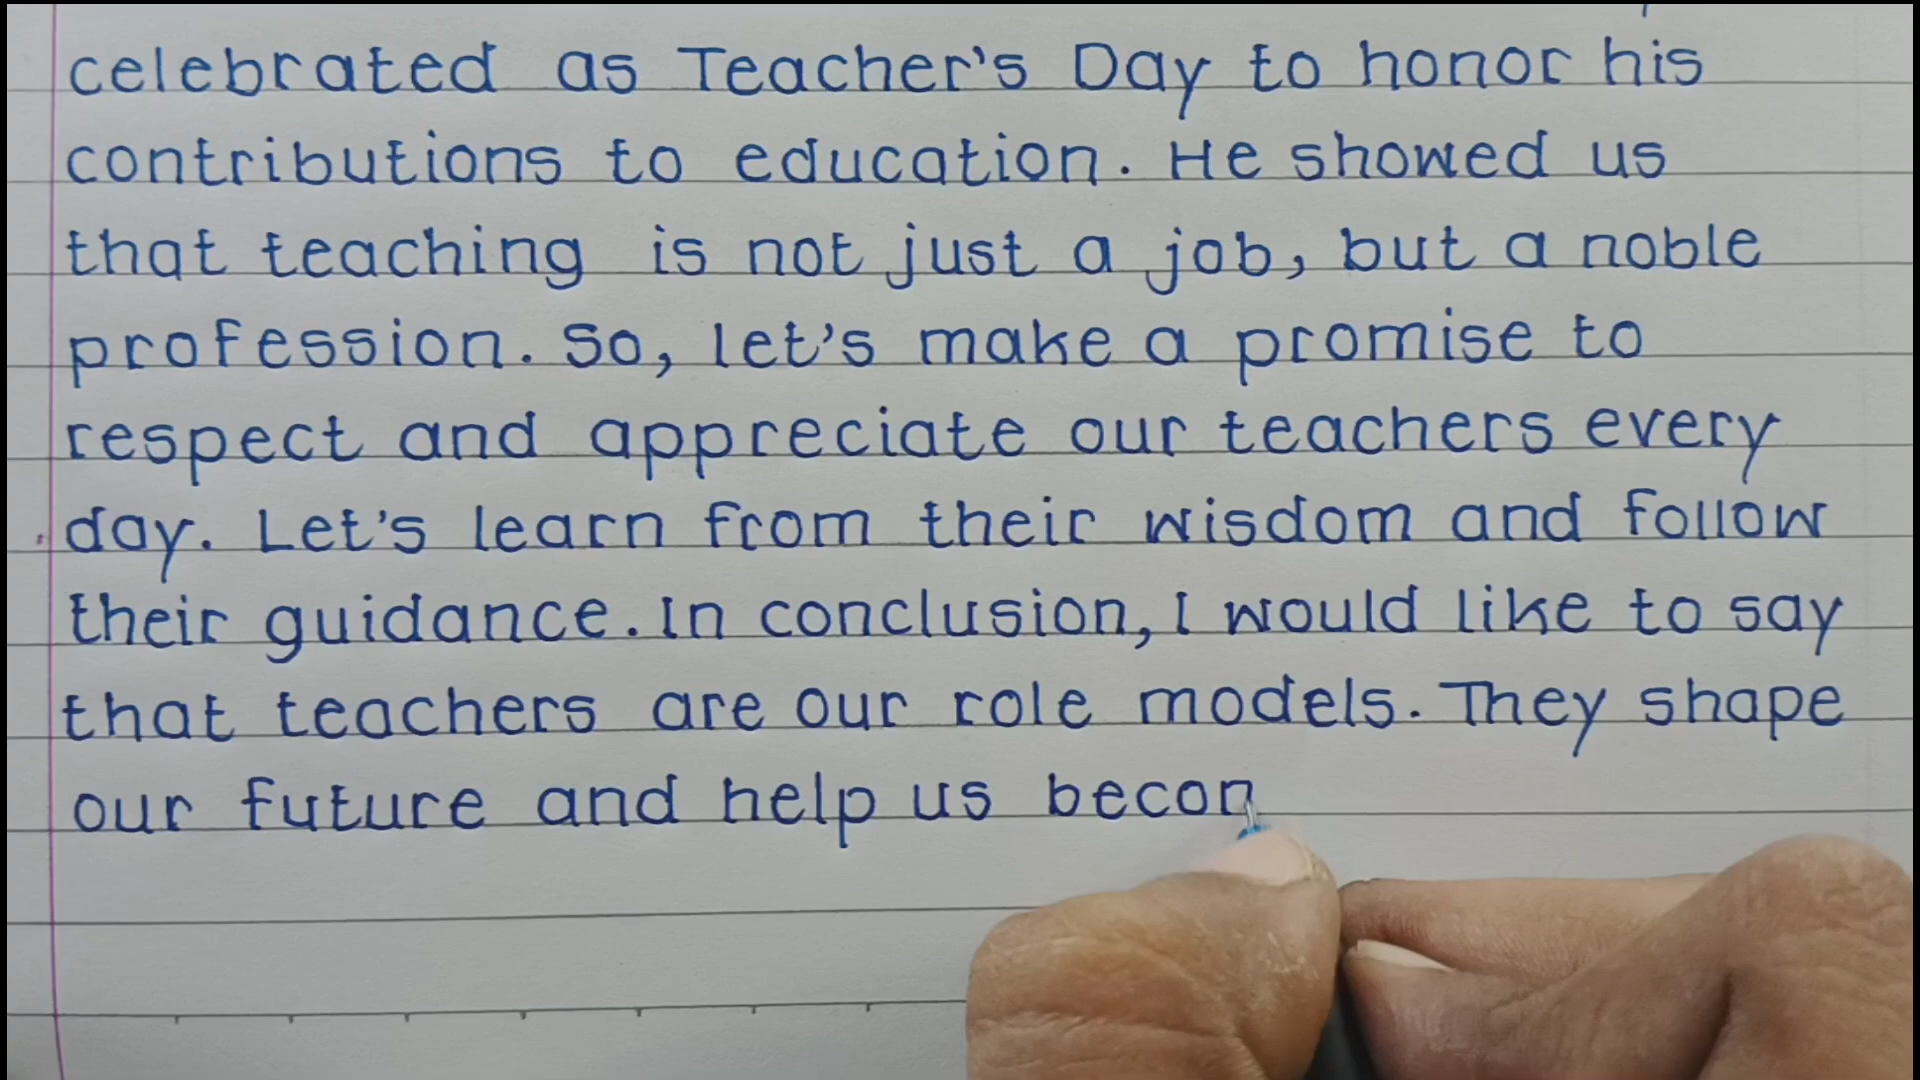 celebrated as Teacher's Day to honor his
contributions to education. He showed us
that teaching is not just a job, but a noble
profession. So, let's make a promise to
respect and appreciate our teachers every
day. Let's learn from their wisdom and follow
their guidance. In conclusion, I would like to say
that teachers are our role models. They shape
our future and help us becon